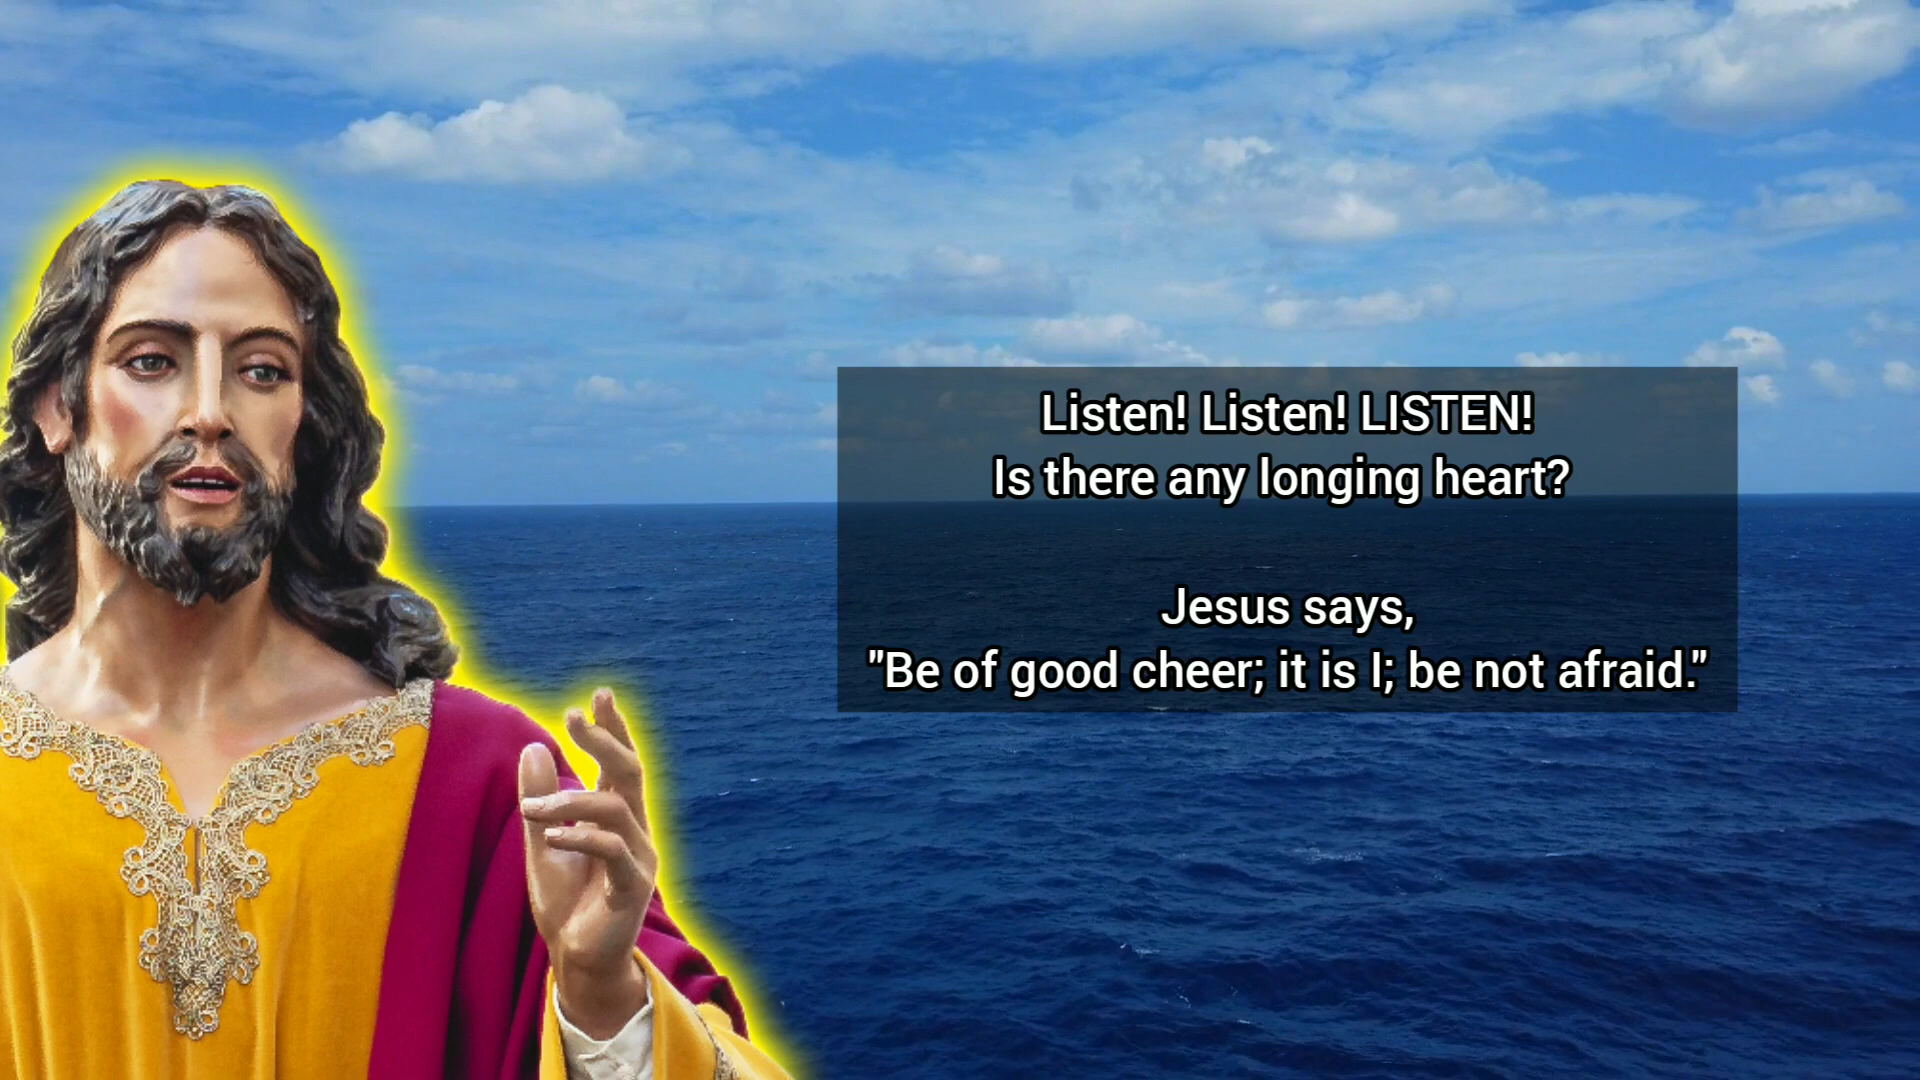 Listen! Listen! LISTEN!
Is there any longing heart?
Jesus says,
"Be of good cheer; it is I; be not afraid."